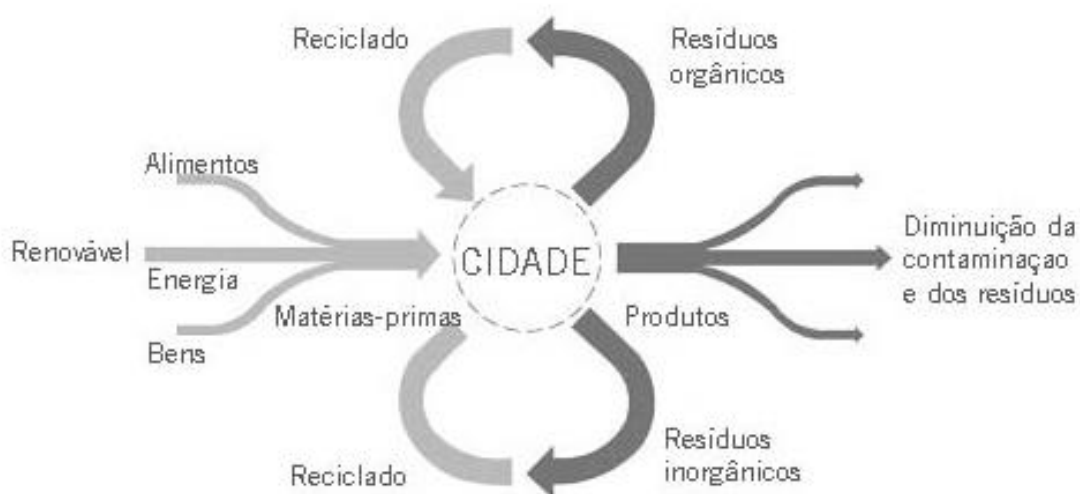 Reciclado
Resíduos
orgânicos
Alimentos
Renovável
Energia
Bens
Matérias-primas
CIDADE
Produtos
Diminuição da
contaminaçao
e dos resíduos
Reciclado
Resíduos
inorgânicos